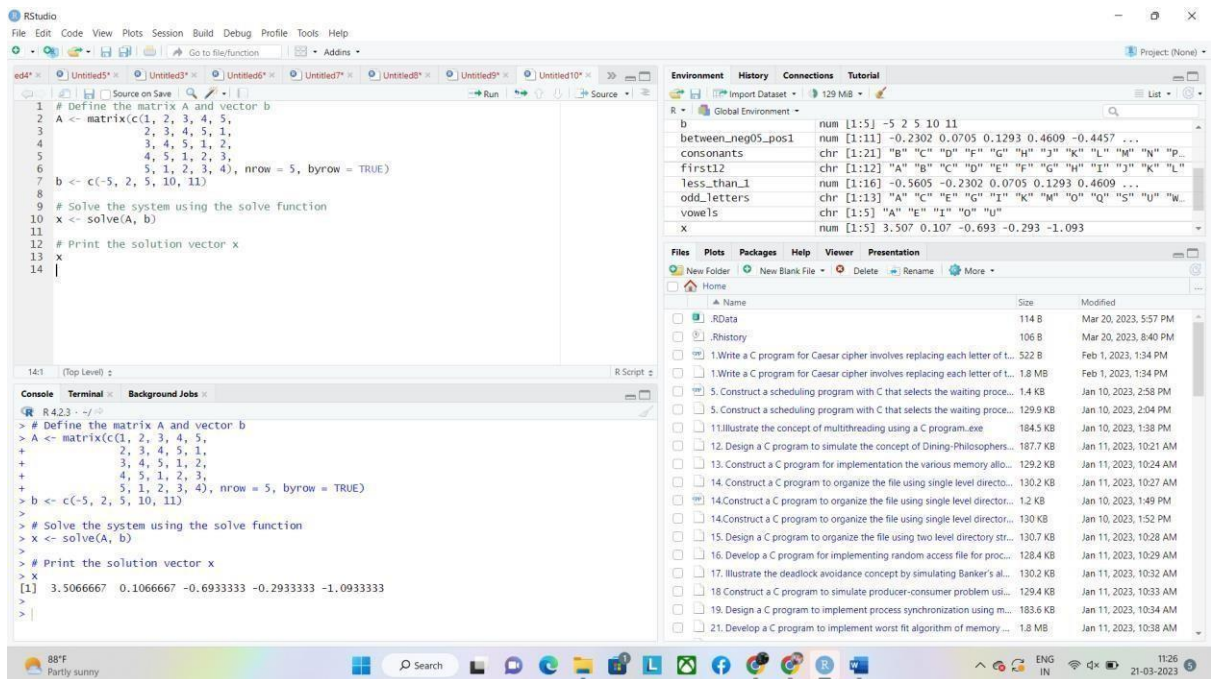 RStudio
File Edit Code View Plots Session Build Debug Profile Tools Help
Go to file/function Addins Project: (None)
ed4* Untitled5* Untitled3* Untitled6* Untitled7* Untitled8* Untitled9* Untitled10*
Source on Save Run Source
1 # Define the matrix A and vector b
2 A <- matrix(c(1, 2, 3, 4, 5,
3 2, 3, 4, 5, 1,
4 3, 4, 5, 1, 2,
5 4, 5, 1, 2, 3,
6 5, 1, 2, 3, 4), nrow = 5, byrow = TRUE)
7 b <- c(-5, 2, 5, 10, 11)
8
9 # Solve the system using the solve function
10 x <- solve(A, b)
11
12 # Print the solution vector x
13 x
14
14:1 (Top Level) R Script
Console Terminal Background Jobs
R 4.2.3 · ~/
> # Define the matrix A and vector b
> A <- matrix(c(1, 2, 3, 4, 5,
+ 2, 3, 4, 5, 1,
+ 3, 4, 5, 1, 2,
+ 4, 5, 1, 2, 3,
+ 5, 1, 2, 3, 4), nrow = 5, byrow = TRUE)
> b <- c(-5, 2, 5, 10, 11)
>
> # Solve the system using the solve function
> x <- solve(A, b)
>
> # Print the solution vector x
> x
[1] 3.5066667 0.1066667 -0.6933333 -0.2933333 -1.0933333
>
>
Environment History Connections Tutorial
Import Dataset 129 MiB List
R Global Environment
b num [1:5] -5 2 5 10 11
between_neg05_pos1 num [1:11] -0.2302 0.0705 0.1293 0.4609 -0.4457 ...
consonants chr [1:21] "B" "C" "D" "F" "G" "H" "J" "K" "L" "M" "N" "P…
first12 chr [1:12] "A" "B" "C" "D" "E" "F" "G" "H" "I" "J" "K" "L"
less_than_1 num [1:16] -0.5605 -0.2302 0.0705 0.1293 0.4609 ...
odd_letters chr [1:13] "A" "C" "E" "G" "I" "K" "M" "O" "Q" "S" "U" "W…
vowels chr [1:5] "A" "E" "I" "O" "U"
x num [1:5] 3.507 0.107 -0.693 -0.293 -1.093
Files Plots Packages Help Viewer Presentation
New Folder New Blank File Delete Rename More
Home
Name Size Modified
.RData 114 B Mar 20, 2023, 5:57 PM
.Rhistory 106 B Mar 20, 2023, 8:40 PM
1.Write a C program for Caesar cipher involves replacing each letter of t... 522 B Feb 1, 2023, 1:34 PM
1.Write a C program for Caesar cipher involves replacing each letter of t... 1.8 MB Feb 1, 2023, 1:34 PM
5. Construct a scheduling program with C that selects the waiting proce... 1.4 KB Jan 10, 2023, 2:58 PM
5. Construct a scheduling program with C that selects the waiting proce... 129.9 KB Jan 10, 2023, 2:04 PM
11.Illustrate the concept of multithreading using a C program..exe 184.5 KB Jan 10, 2023, 1:38 PM
12. Design a C program to simulate the concept of Dining-Philosophers... 187.7 KB Jan 11, 2023, 10:21 AM
13. Construct a C program for implementation the various memory allo... 129.2 KB Jan 11, 2023, 10:24 AM
14. Construct a C program to organize the file using single level directo... 130.2 KB Jan 11, 2023, 10:27 AM
14.Construct a C program to organize the file using single level director... 1.2 KB Jan 10, 2023, 1:49 PM
14.Construct a C program to organize the file using single level director... 130 KB Jan 10, 2023, 1:52 PM
15. Design a C program to organize the file using two level directory str... 130.7 KB Jan 11, 2023, 10:28 AM
16. Develop a C program for implementing random access file for proc... 128.4 KB Jan 11, 2023, 10:29 AM
17. Illustrate the deadlock avoidance concept by simulating Banker's al... 130.2 KB Jan 11, 2023, 10:32 AM
18 Construct a C program to simulate producer-consumer problem usi... 129.4 KB Jan 11, 2023, 10:33 AM
19. Design a C program to implement process synchronization using m... 183.6 KB Jan 11, 2023, 10:34 AM
21. Develop a C program to implement worst fit algorithm of memory ... 1.8 MB Jan 11, 2023, 10:38 AM
88°F
Partly sunny
Search
ENG
IN
11:26
21-03-2023